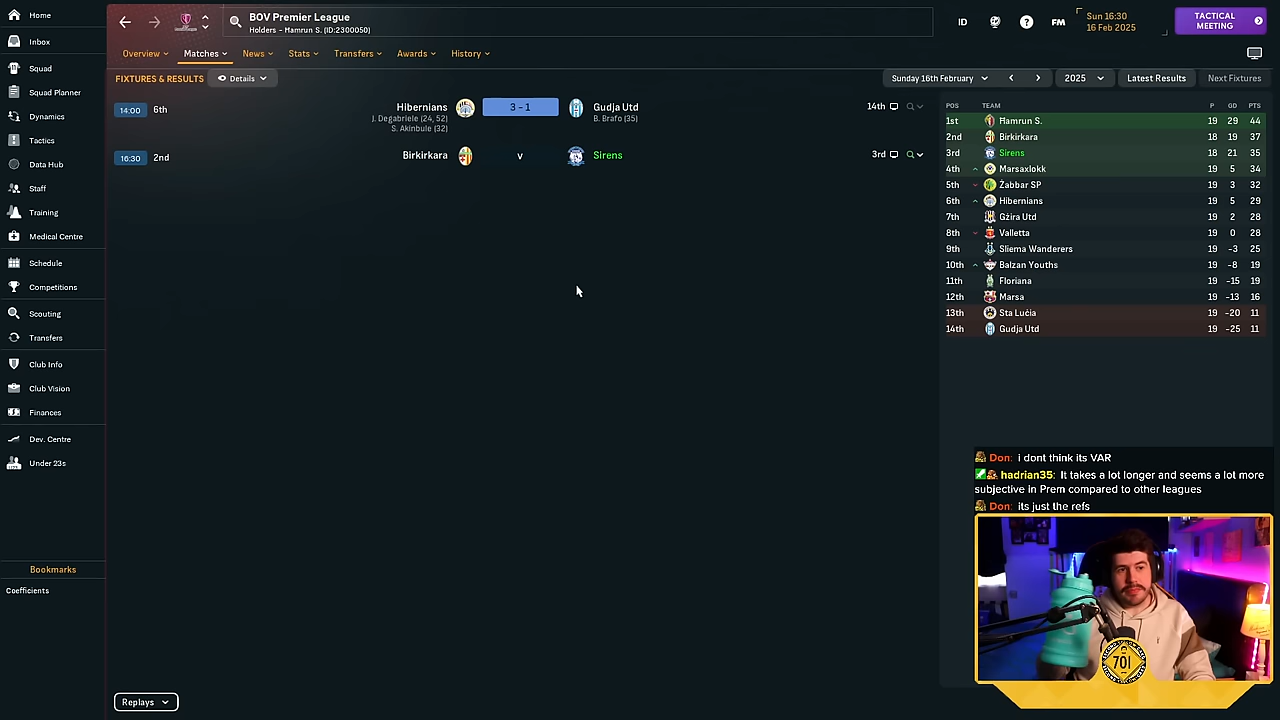 Home
BOV Premier League
Holders - Hamrun S. (ID:2300050)
ID
FM
Sun 16:30
16 Feb 2025
TACTICAL MEETING
Inbox
Squad
Squad Planner
Dynamics
Tactics
Data Hub
Staff
Training
Medical Centre
Schedule
Competitions
Scouting
Transfers
Club Info
Club Vision
Finances
Dev. Centre
Under 23s
Bookmarks
Coefficients
Overview
Matches
News
Stats
Transfers
Awards
History
FIXTURES & RESULTS
Details
Sunday 16th February
2025
Latest Results
Next Fixtures
14:00 6th Hibernians 3 - 1 Gudja Utd 14th
J. Degabriele (24, 52) B. Brafo (35)
S. Akinbule (32)
16:30 2nd Birkirkara v Sirens 3rd
POS TEAM P GD PTS
1st Ħamrun S. 19 29 44
2nd Birkirkara 18 19 37
3rd Sirens 18 21 35
4th Marsaxlokk 19 5 34
5th Żabbar SP 19 3 32
6th Hibernians 19 5 29
7th Gżira Utd 19 2 28
8th Valletta 19 0 28
9th Sliema Wanderers 19 -3 25
10th Balzan Youths 19 -8 19
11th Floriana 19 -15 19
12th Marsa 19 -13 16
13th Sta Luċia 19 -20 11
14th Gudja Utd 19 -25 11
Don: i dont think its VAR
hadrian35: It takes a lot longer and seems a lot more
subjective in Prem compared to other leagues
Don: its just the refs
701
Replays